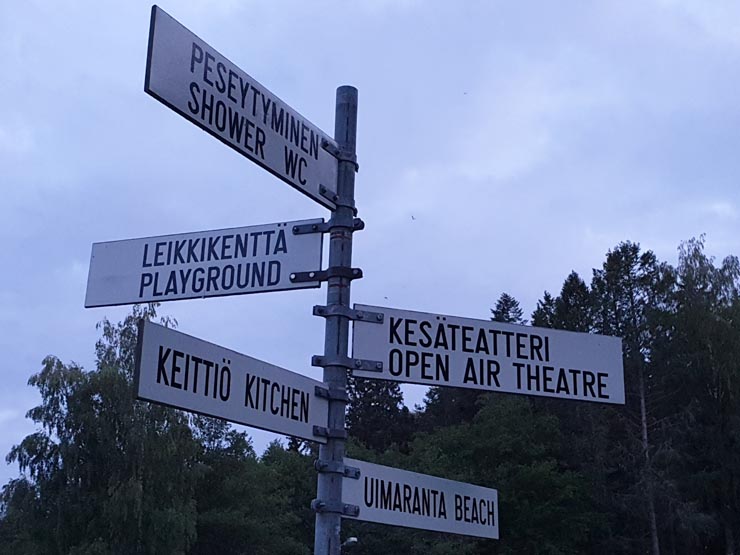 PESEYTYMINEN
SHOWER WC
LEIKKIKENTTÄ
PLAYGROUND
KESÄTEATTERI
OPEN AIR THEATRE
KEITTIÖ KITCHEN
UIMARANTA BEACH